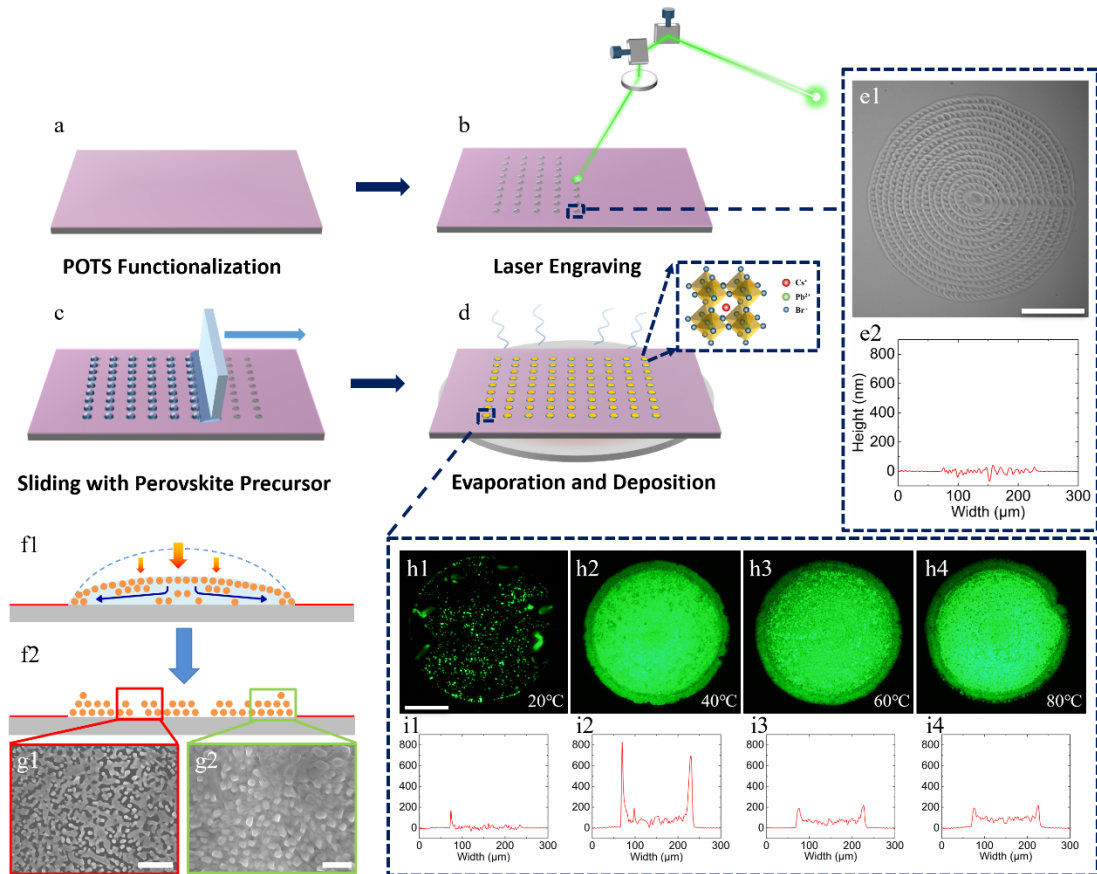 a
POTS Functionalization
b
Laser Engraving
c
Sliding with Perovskite Precursor
d
Evaporation and Deposition
Cs⁺
Pb²⁺
Br⁻
e1
e2
Height (nm)
800
600
400
200
0
0 100 200 300
Width (μm)
f1
f2
g1
g2
h1
20℃
h2
40℃
h3
60℃
h4
80℃
i1
800
600
400
200
0
0 100 200 300
Width (μm)
i2
800
600
400
200
0
0 100 200 300
Width (μm)
i3
800
600
400
200
0
0 100 200 300
Width (μm)
i4
800
600
400
200
0
0 100 200 300
Width (μm)